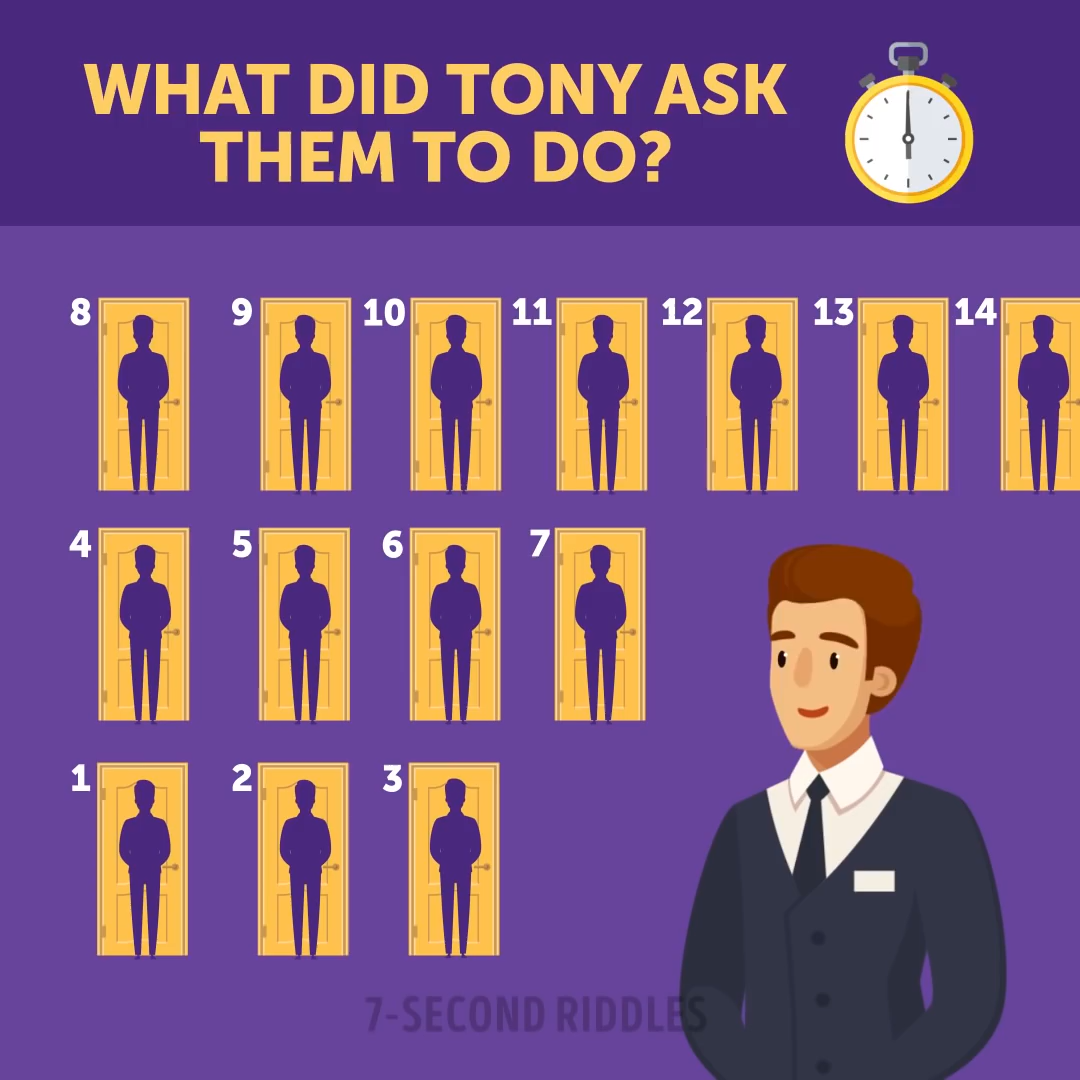 WHAT DID TONY ASK
THEM TO DO?
8 9 10 11 12 13 14
4 5 6 7
1 2 3
7-SECOND RIDDLES